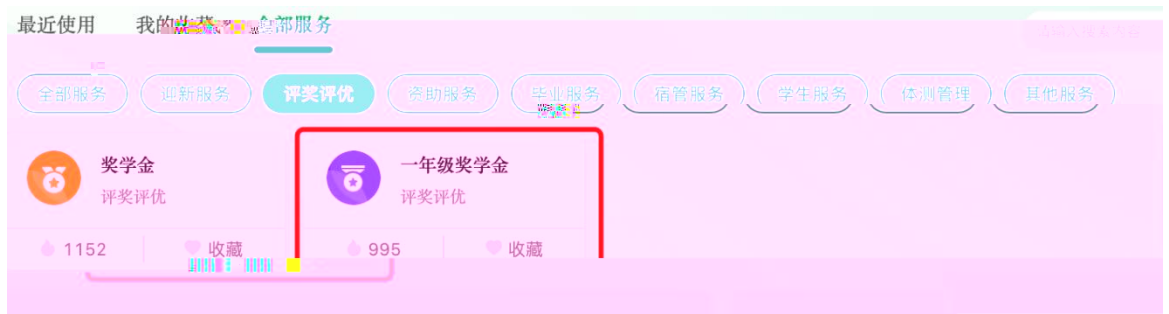 最近使用 我的 全部服务
全部服务 迎新服务 评奖评优 资助服务 毕业服务 宿管服务 学生服务 体测管理 其他服务
奖学金 一年级奖学金
评奖评优 评奖评优
1152 收藏 995 收藏